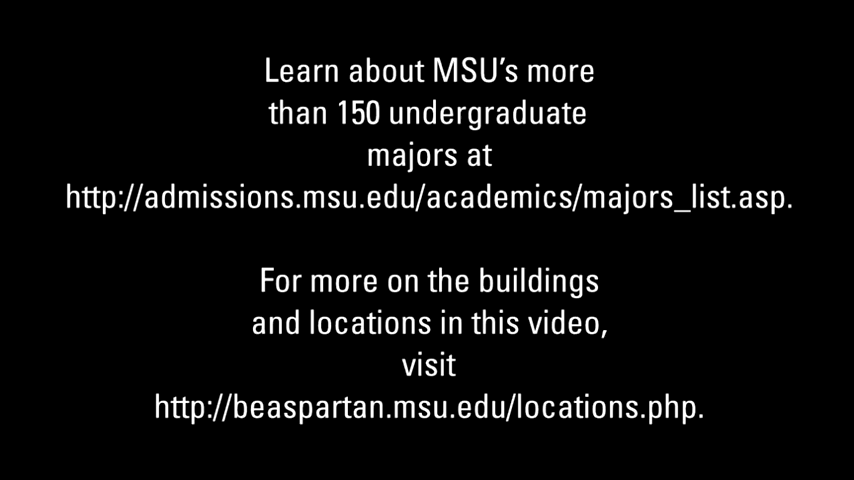 Learn about MSU’s more
than 150 undergraduate
majors at
http://admissions.msu.edu/academics/majors_list.asp.
For more on the buildings
and locations in this video,
visit
http://beaspartan.msu.edu/locations.php.